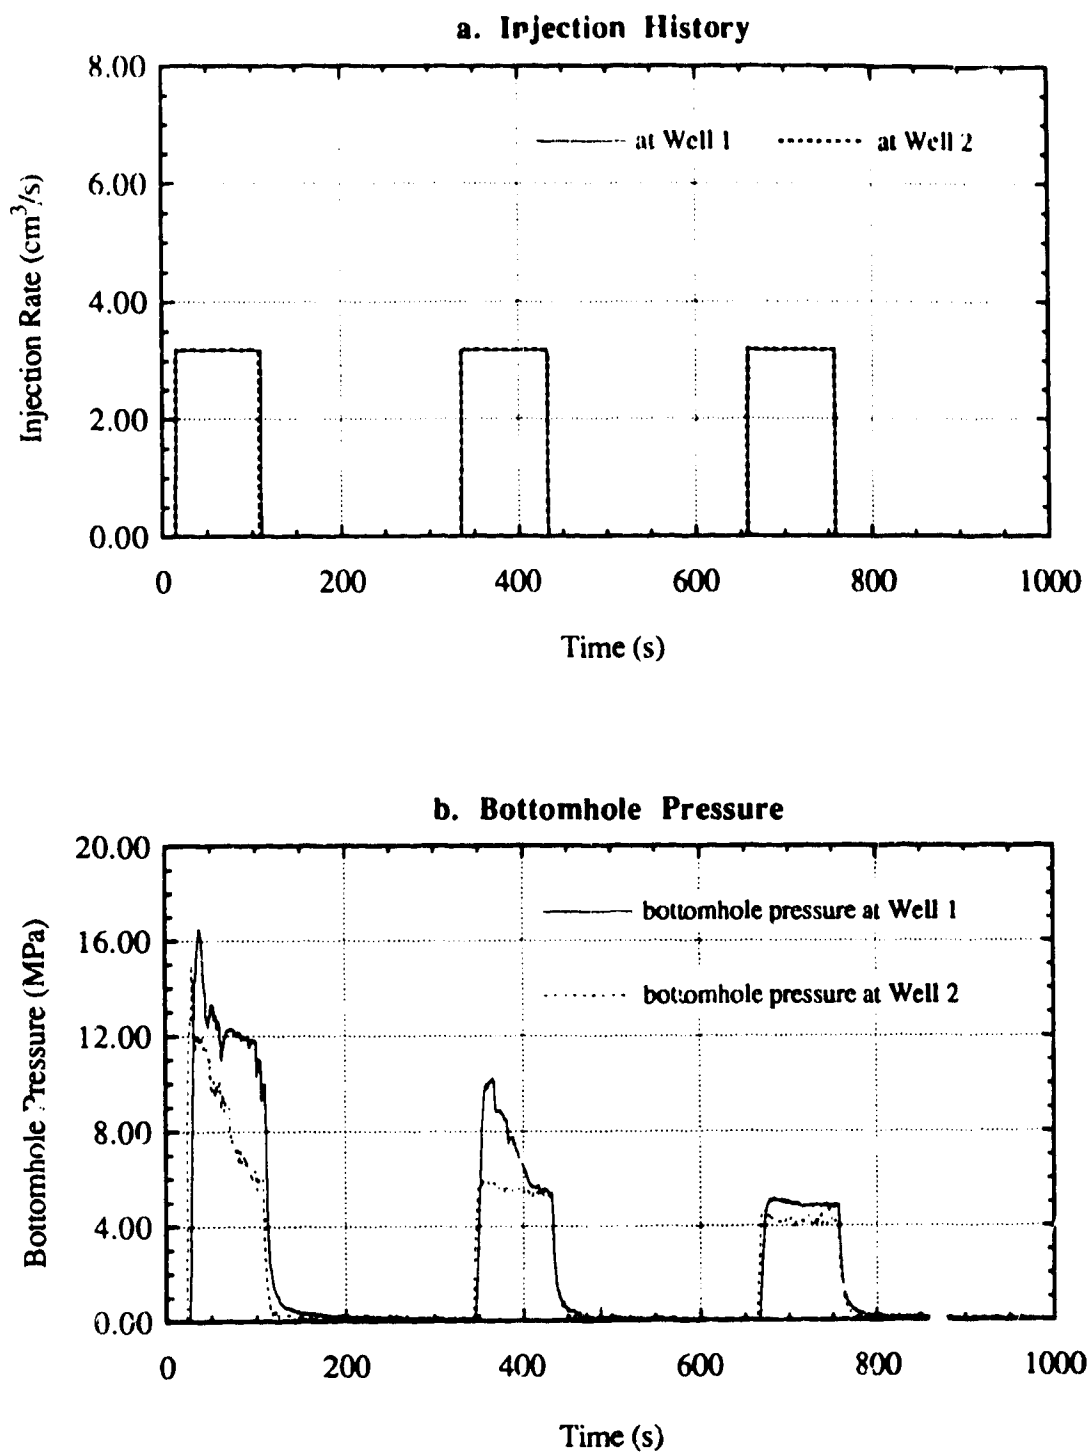 a. Injection History
8.00
6.00
4.00
2.00
0.00
Injection Rate (cm³/s)
at Well 1
at Well 2
0 200 400 600 800 1000
Time (s)
b. Bottomhole Pressure
20.00
16.00
12.00
8.00
4.00
0.00
Bottomhole Pressure (MPa)
bottomhole pressure at Well 1
bottomhole pressure at Well 2
0 200 400 600 800 1000
Time (s)